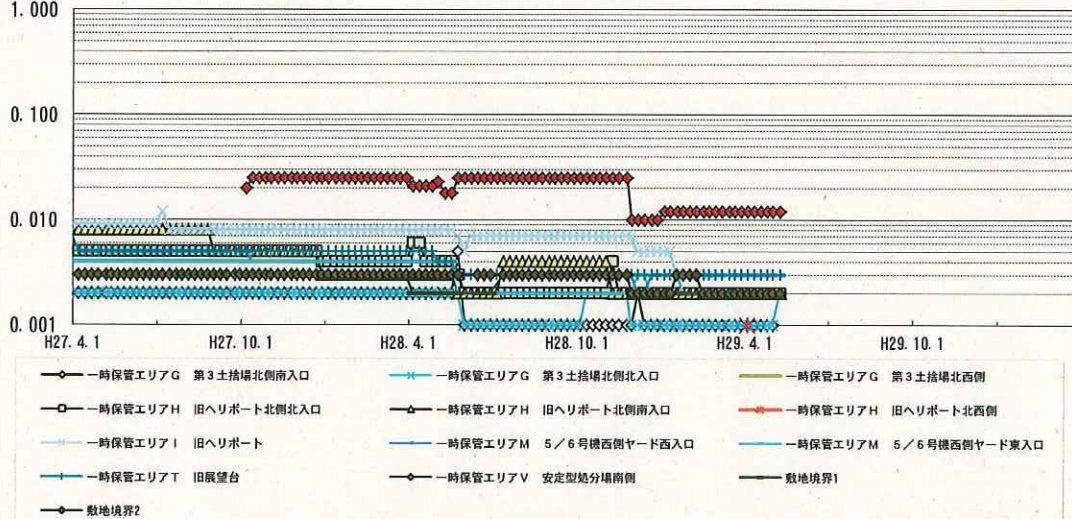 1.000
0.100
0.010
0.001
H27.4.1 H27.10.1 H28.4.1 H28.10.1 H29.4.1 H29.10.1
一時保管エリアG 第3土捨場北側南入口 一時保管エリアG 第3土捨場北側北入口 一時保管エリアG 第3土捨場北西側
一時保管エリアH 旧ヘリポート北側北入口 一時保管エリアH 旧ヘリポート北側南入口 一時保管エリアH 旧ヘリポート北西側
一時保管エリアI 旧ヘリポート 一時保管エリアM 5/6号機西側ヤード西入口 一時保管エリアM 5/6号機西側ヤード東入口
一時保管エリアT 旧展望台 一時保管エリアV 安定型処分場南側 敷地境界1
敷地境界2